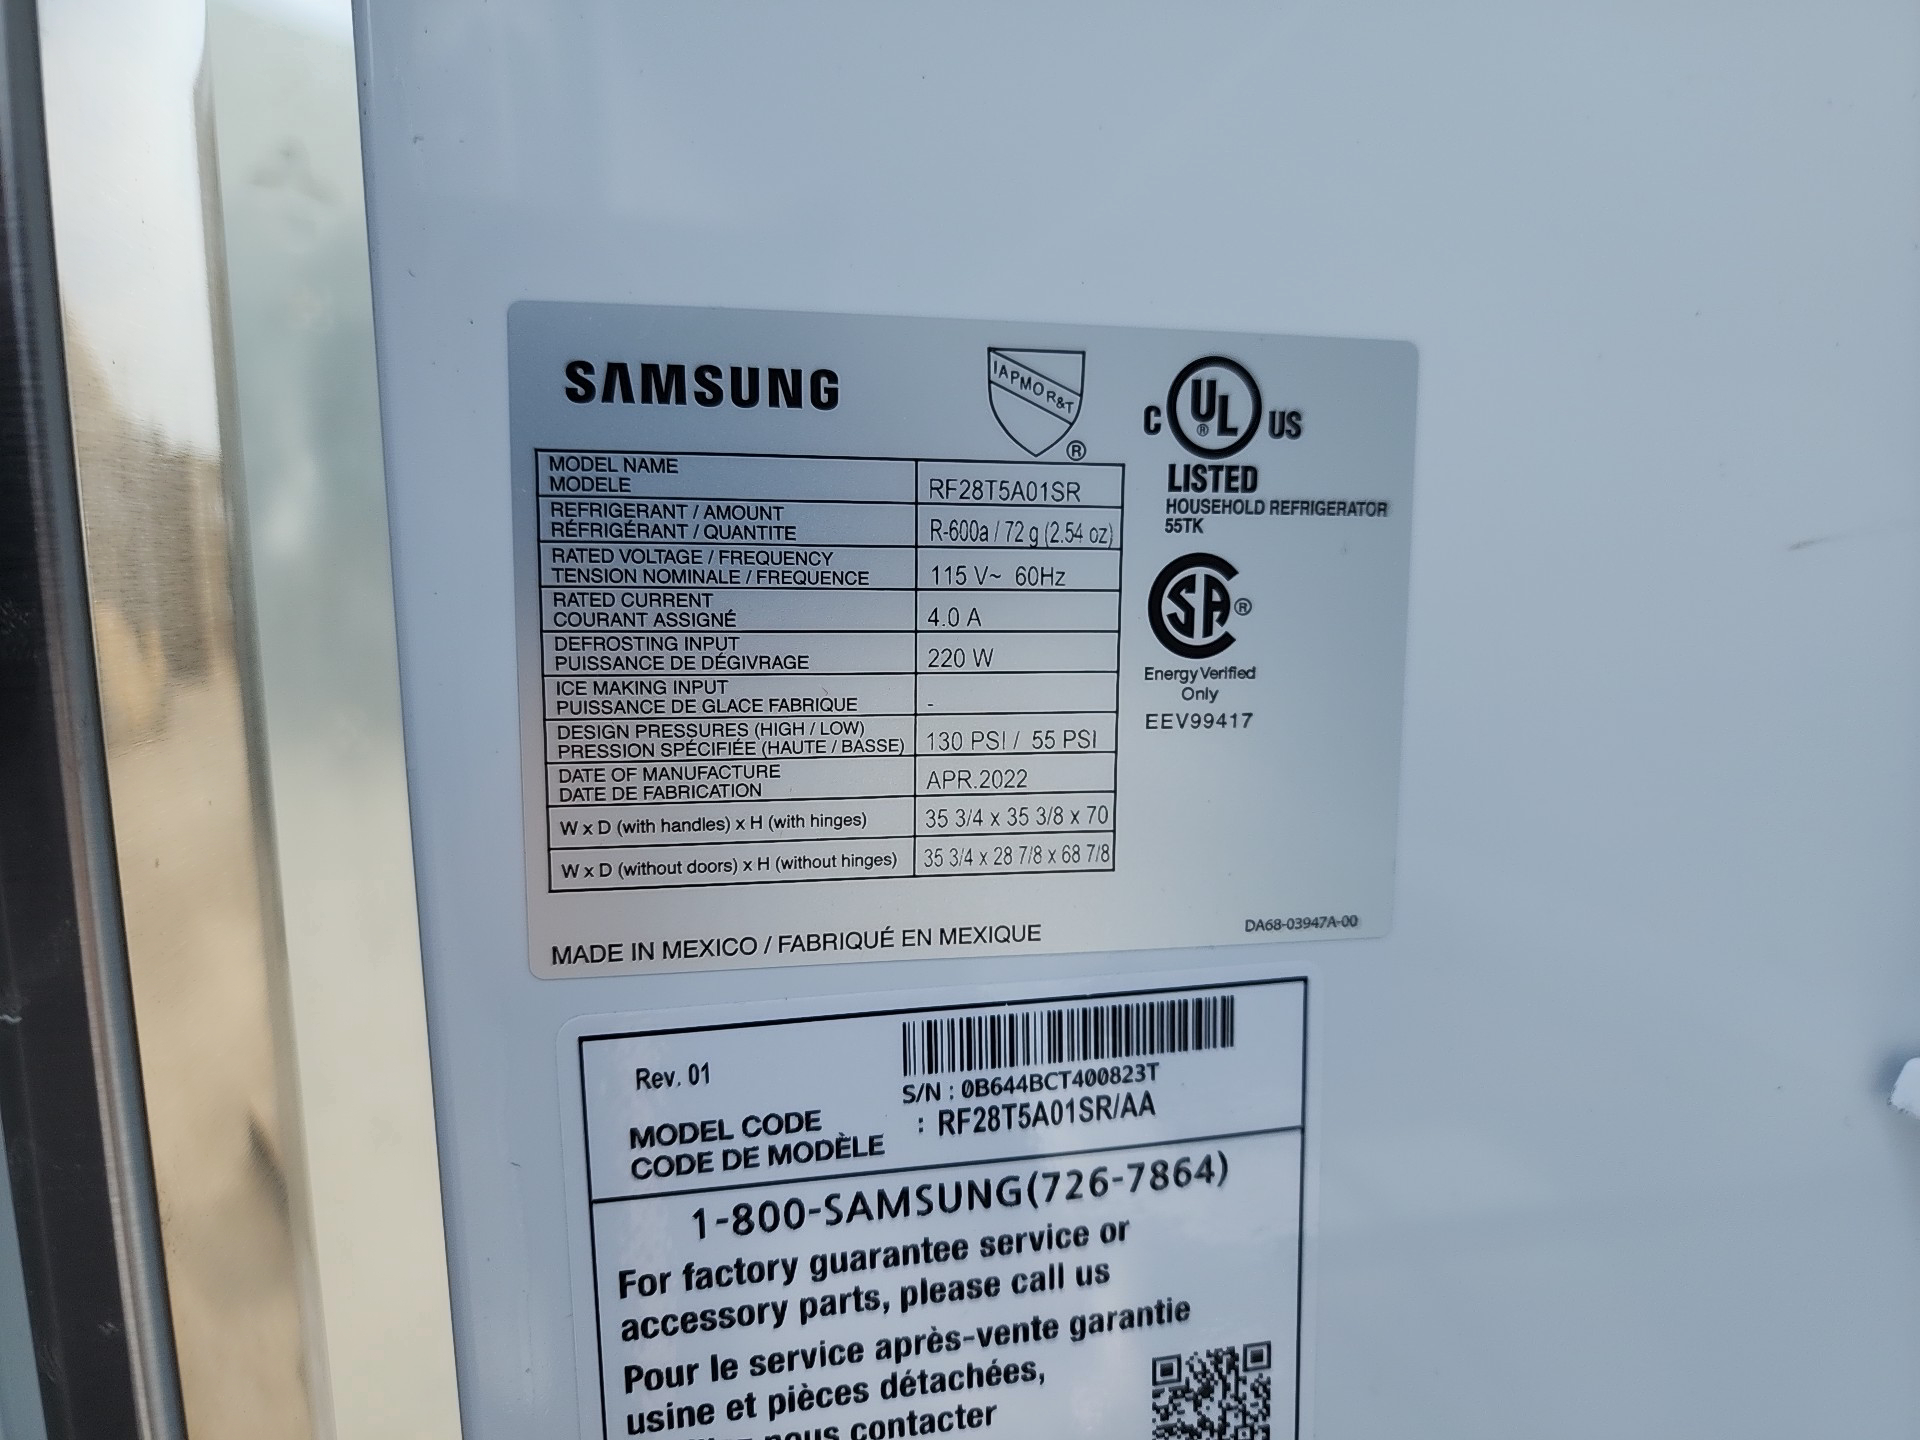 SAMSUNG
IAPMO R&T ®
C UL ® US
LISTED
HOUSEHOLD REFRIGERATOR
55TK
SA ®
Energy Verified
Only
EEV99417
MODEL NAME
MODELE
RF28T5A01SR
REFRIGERANT / AMOUNT
RÉFRIGÉRANT / QUANTITE
R-600a / 72 g (2.54 oz)
RATED VOLTAGE / FREQUENCY
TENSION NOMINALE / FREQUENCE
115 V~ 60Hz
RATED CURRENT
COURANT ASSIGNÉ
4.0 A
DEFROSTING INPUT
PUISSANCE DE DÉGIVRAGE
220 W
ICE MAKING INPUT
PUISSANCE DE GLACE FABRIQUE
-
DESIGN PRESSURES (HIGH / LOW)
PRESSION SPÉCIFIÉE (HAUTE / BASSE)
130 PSI / 55 PSI
DATE OF MANUFACTURE
DATE DE FABRICATION
APR.2022
W x D (with handles) x H (with hinges)
35 3/4 x 35 3/8 x 70
W x D (without doors) x H (without hinges)
35 3/4 x 28 7/8 x 68 7/8
MADE IN MEXICO / FABRIQUÉ EN MEXIQUE
DA68-03947A-00
Rev. 01
S/N : 0B644BCT400823T
MODEL CODE
CODE DE MODÈLE
: RF28T5A01SR/AA
1-800-SAMSUNG(726-7864)
For factory guarantee service or
accessory parts, please call us
Pour le service après-vente garantie
usine et pièces détachées,
nous contacter